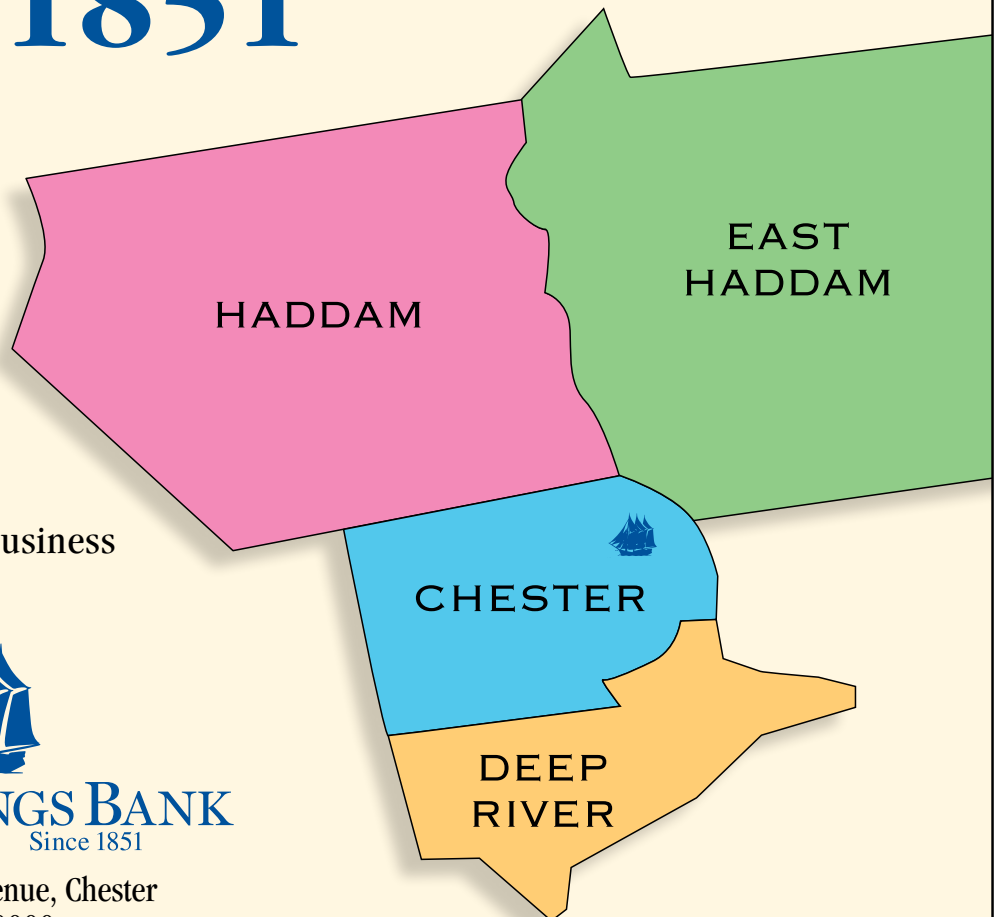 1851
EAST
HADDAM
HADDAM
CHESTER
DEEP
RIVER
usiness
NGS BANK
Since 1851
enue, Chester